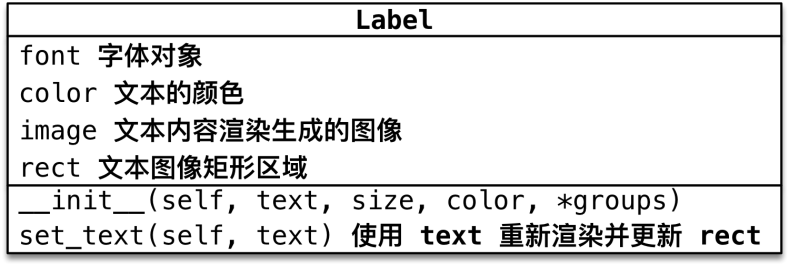 Label
font 字体对象
color 文本的颜色
image 文本内容渲染生成的图像
rect 文本图像矩形区域
__init__(self, text, size, color, *groups)
set_text(self, text) 使用 text 重新渲染并更新 rect